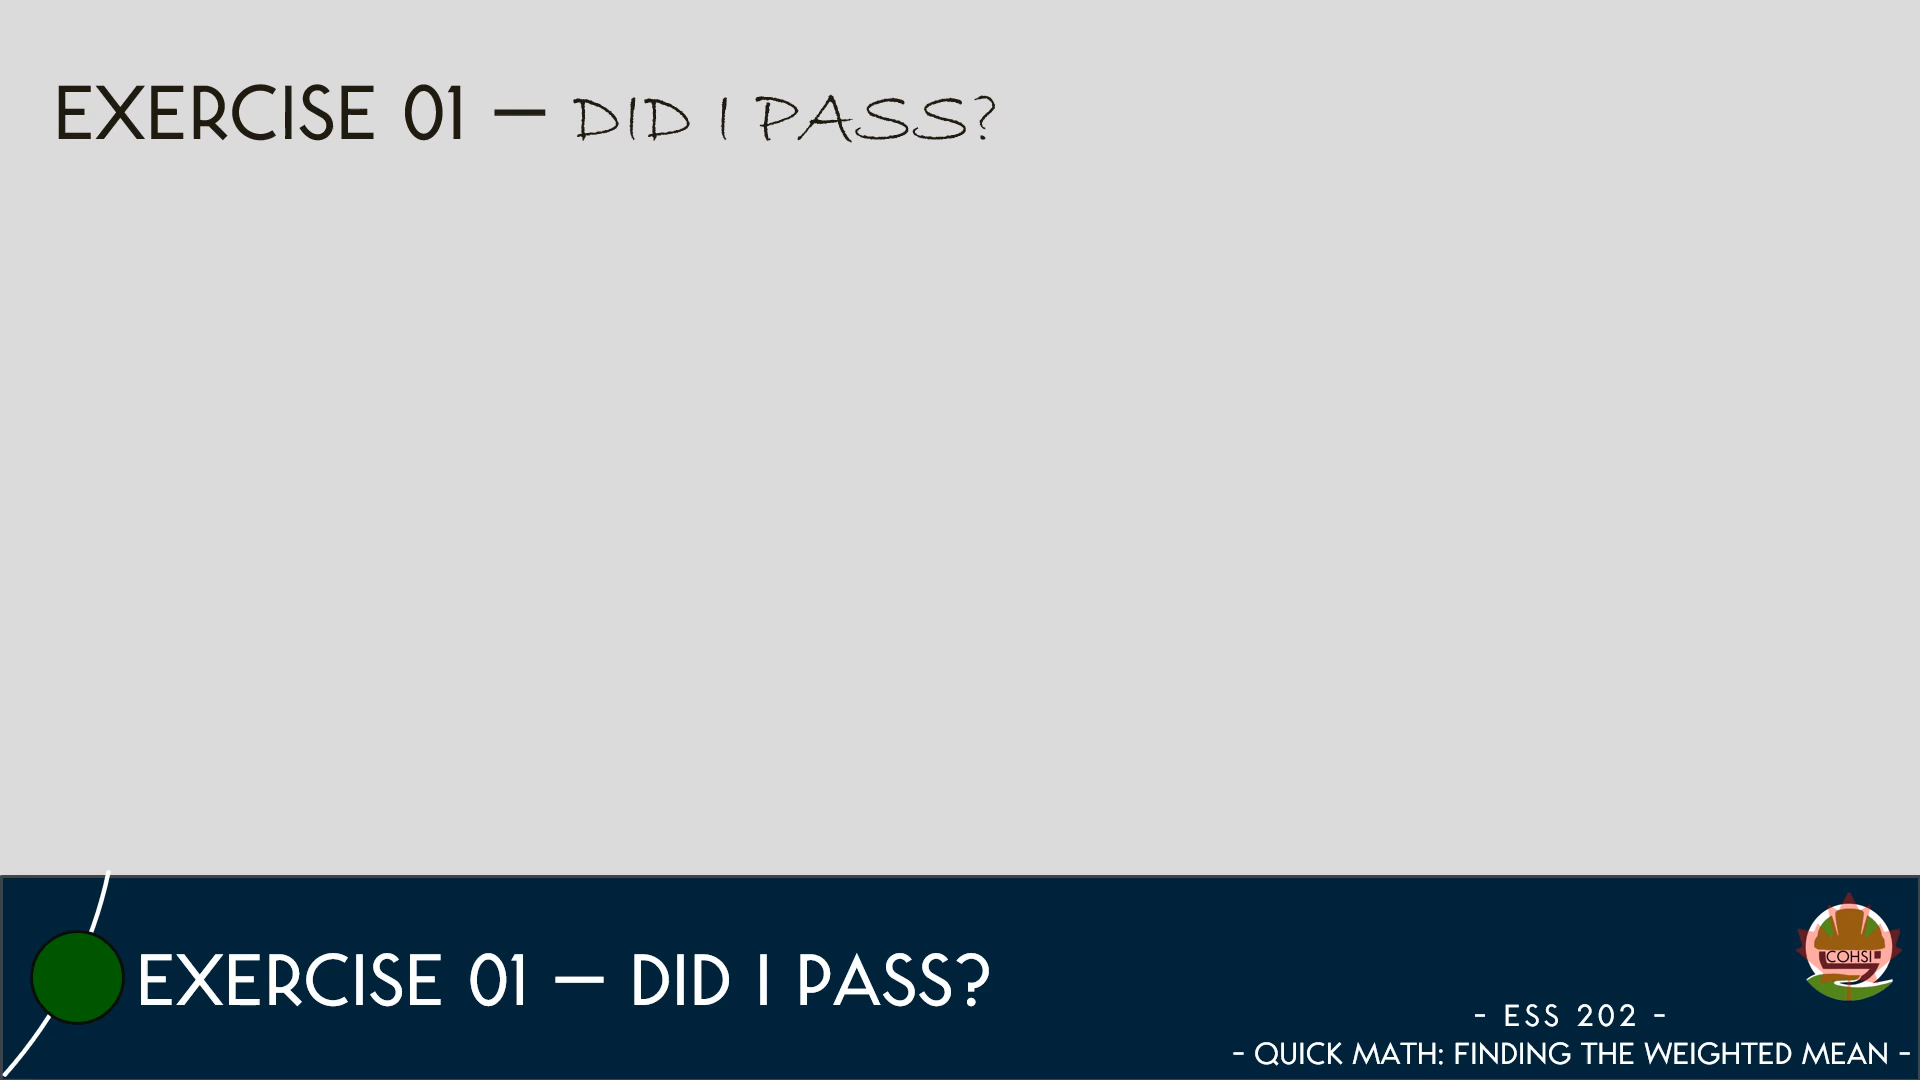 EXERCISE 01 – DID I PASS?
COHSI
EXERCISE 01 – DID I PASS?
- ESS 202 -
- QUICK MATH: FINDING THE WEIGHTED MEAN -